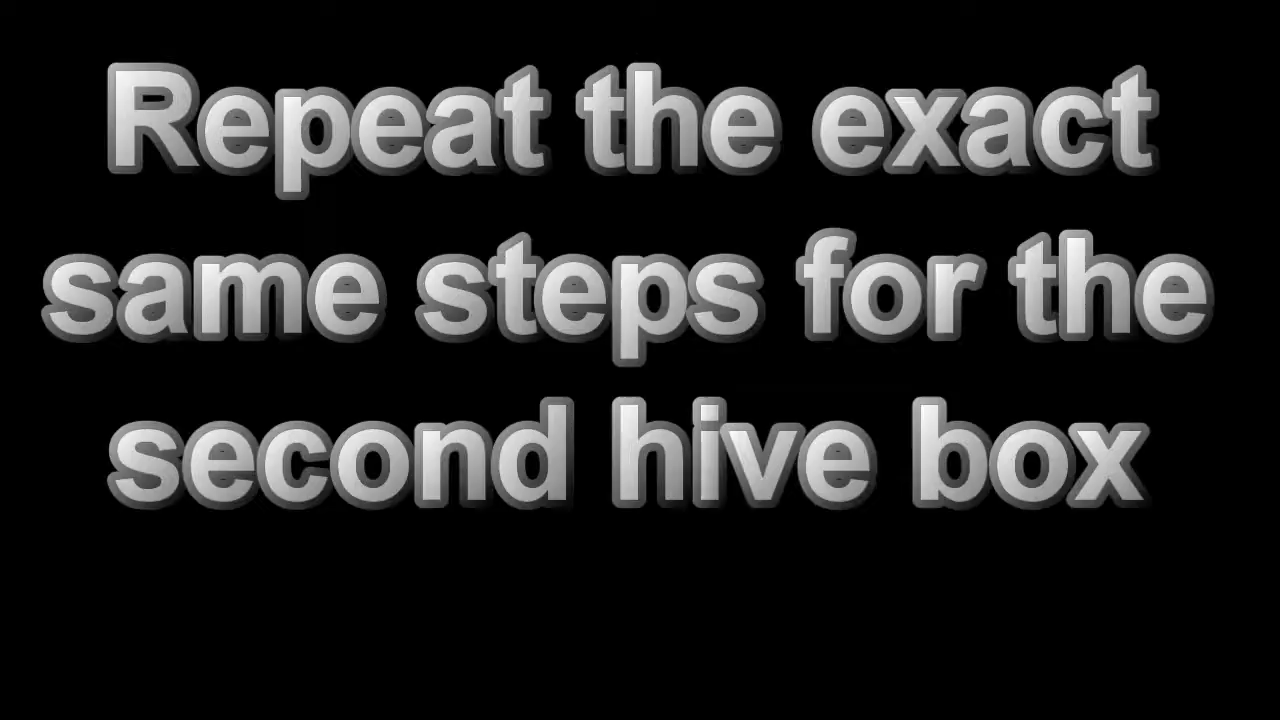 Repeat the exact
same steps for the
second hive box